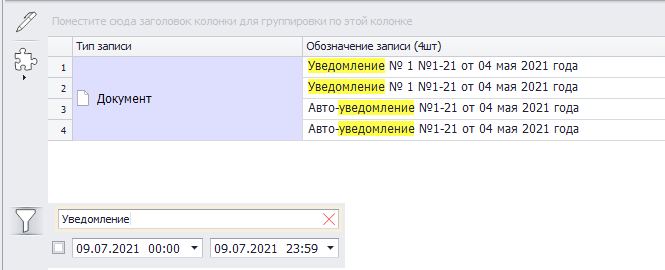 Поместите сюда заголовок колонки для группировки по этой колонке
Тип записи Обозначение записи (4шт)
1 Уведомление № 1 №1-21 от 04 мая 2021 года
2 Уведомление № 1 №1-21 от 04 мая 2021 года
Документ
3 Авто-уведомление №1-21 от 04 мая 2021 года
4 Авто-уведомление №1-21 от 04 мая 2021 года
Уведомление
09.07.2021 00:00 09.07.2021 23:59